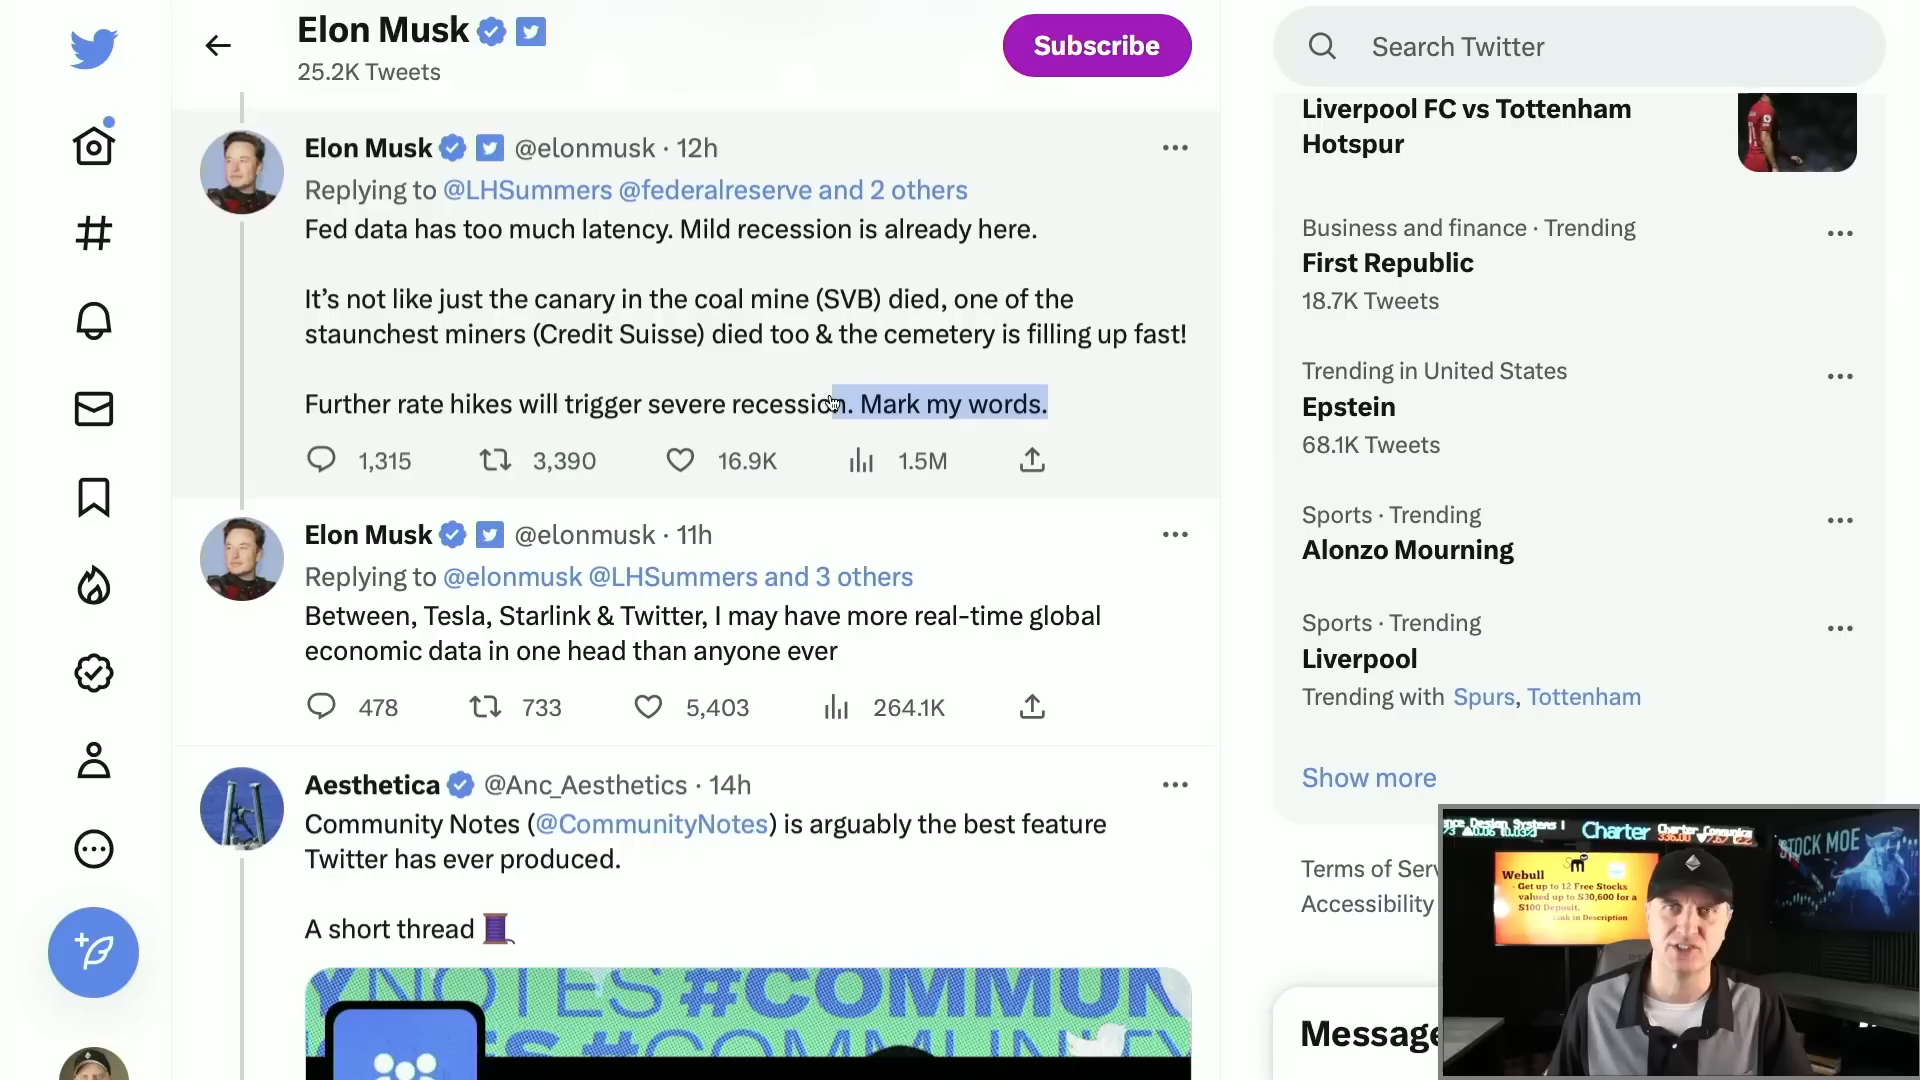 Elon Musk
25.2K Tweets
Subscribe
Elon Musk @elonmusk · 12h
Replying to @LHSummers @federalreserve and 2 others
Fed data has too much latency. Mild recession is already here.
It’s not like just the canary in the coal mine (SVB) died, one of the
staunchest miners (Credit Suisse) died too & the cemetery is filling up fast!
Further rate hikes will trigger severe recession. Mark my words.
1,315 3,390 16.9K 1.5M
Elon Musk @elonmusk · 11h
Replying to @elonmusk @LHSummers and 3 others
Between, Tesla, Starlink & Twitter, I may have more real-time global
economic data in one head than anyone ever
478 733 5,403 264.1K
Aesthetica @Anc_Aesthetics · 14h
Community Notes (@CommunityNotes) is arguably the best feature
Twitter has ever produced.
A short thread
YNOTES #COMMUN
#COMMUNITY
Search Twitter
Liverpool FC vs Tottenham
Hotspur
Business and finance · Trending
First Republic
18.7K Tweets
Trending in United States
Epstein
68.1K Tweets
Sports · Trending
Alonzo Mourning
Sports · Trending
Liverpool
Trending with Spurs, Tottenham
Show more
Terms of Serv
Accessibility
Message
Design Systems
Charter
STOCK MOE
Webull
- Get up to 12 Free Stocks
valued up to $30,600 for a
$100 Deposit.
Link in Description